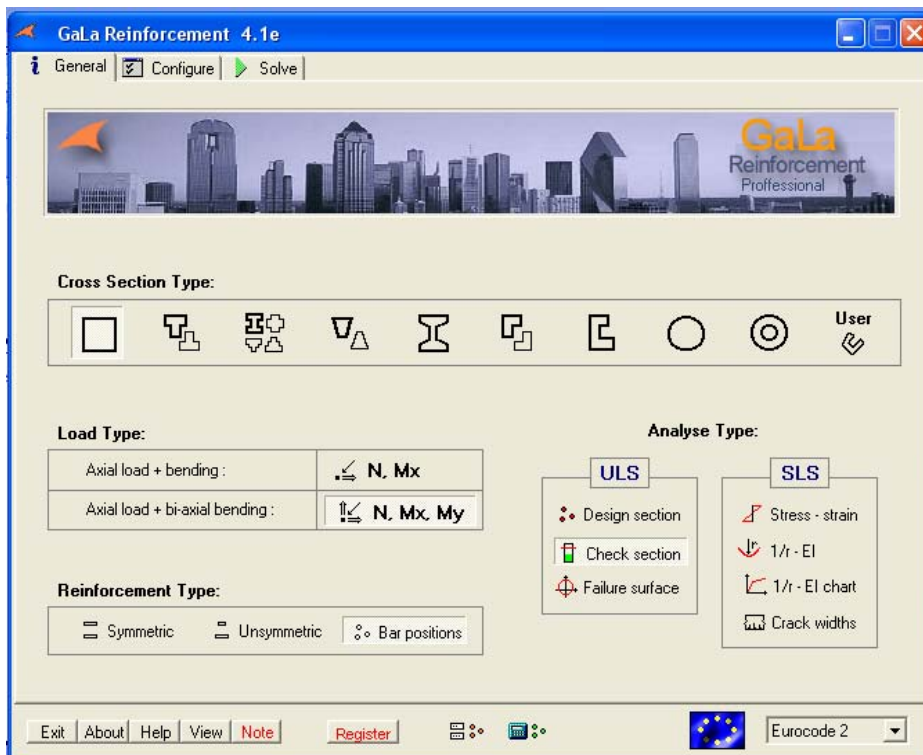 GaLa Reinforcement 4.1e
General Configure Solve
GaLa
Reinforcement
Proffessional
Cross Section Type:
User
Load Type:
Axial load + bending : N, Mx
Axial load + bi-axial bending : N, Mx, My
Reinforcement Type:
Symmetric Unsymmetric Bar positions
Analyse Type:
ULS
Design section
Check section
Failure surface
SLS
Stress - strain
1/r - EI
1/r - EI chart
Crack widths
Exit About Help View Note Register Eurocode 2